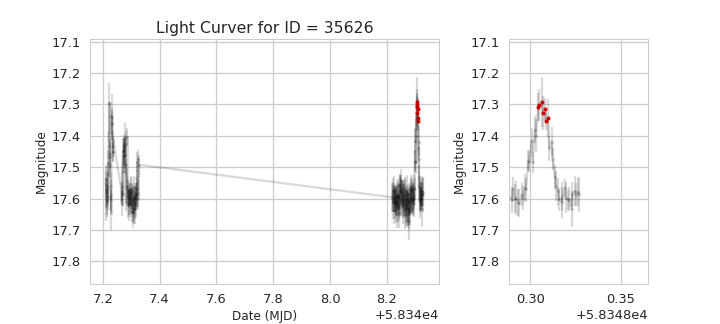 Light Curver for ID = 35626
Magnitude
17.1
17.2
17.3
17.4
17.5
17.6
17.7
17.8
7.2 7.4 7.6 7.8 8.0 8.2
Date (MJD)
+5.834e4
Magnitude
17.1
17.2
17.3
17.4
17.5
17.6
17.7
17.8
0.30 0.35
+5.8348e4